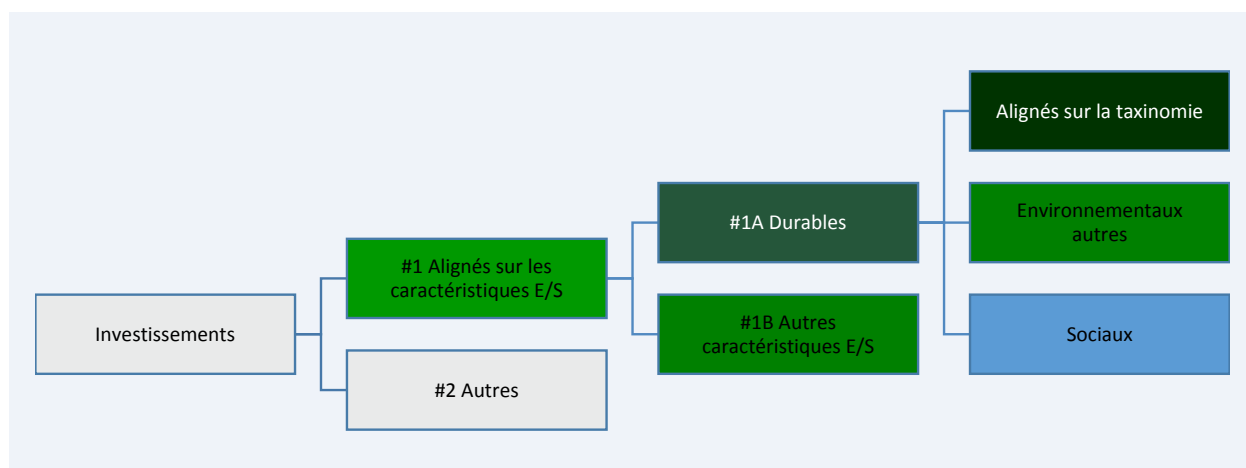 Investissements
#1 Alignés sur les
caractéristiques E/S
#2 Autres
#1A Durables
#1B Autres
caractéristiques E/S
Alignés sur la taxinomie
Environnementaux
autres
Sociaux